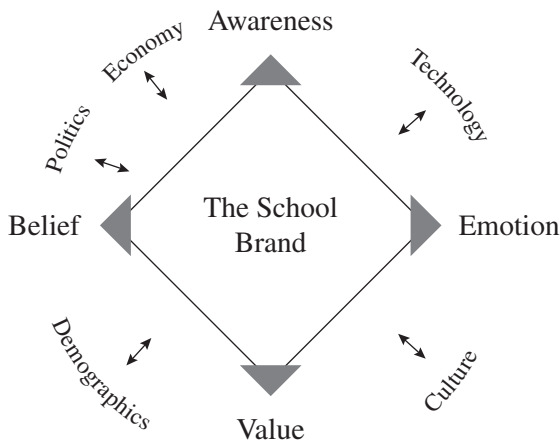 Awareness
Economy
Technology
Politics
Belief
The School
Brand
Emotion
Demographics
Culture
Value